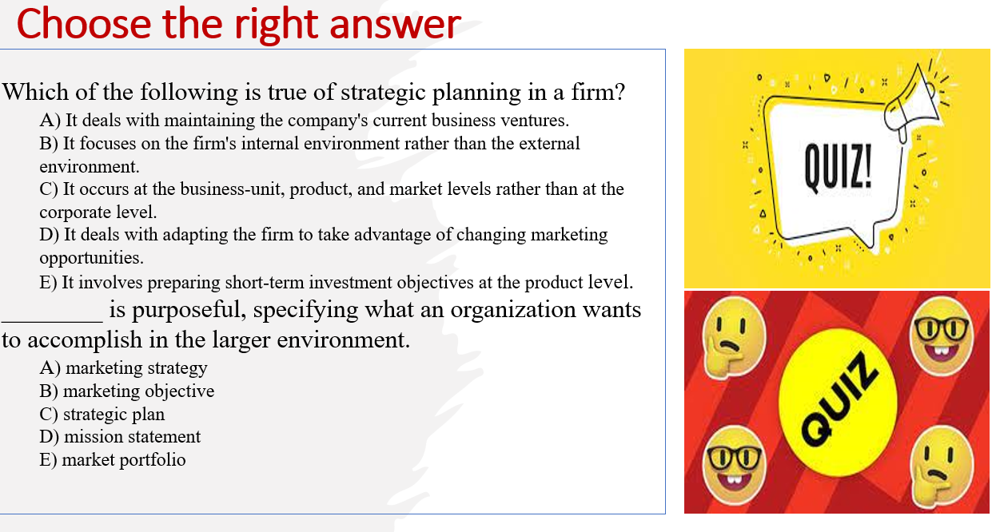 Choose the right answer
Which of the following is true of strategic planning in a firm?
A) It deals with maintaining the company's current business ventures.
B) It focuses on the firm's internal environment rather than the external
environment.
C) It occurs at the business-unit, product, and market levels rather than at the
corporate level.
D) It deals with adapting the firm to take advantage of changing marketing
opportunities.
E) It involves preparing short-term investment objectives at the product level.
_________ is purposeful, specifying what an organization wants
to accomplish in the larger environment.
A) marketing strategy
B) marketing objective
C) strategic plan
D) mission statement
E) market portfolio
QUIZ!
QUIZ